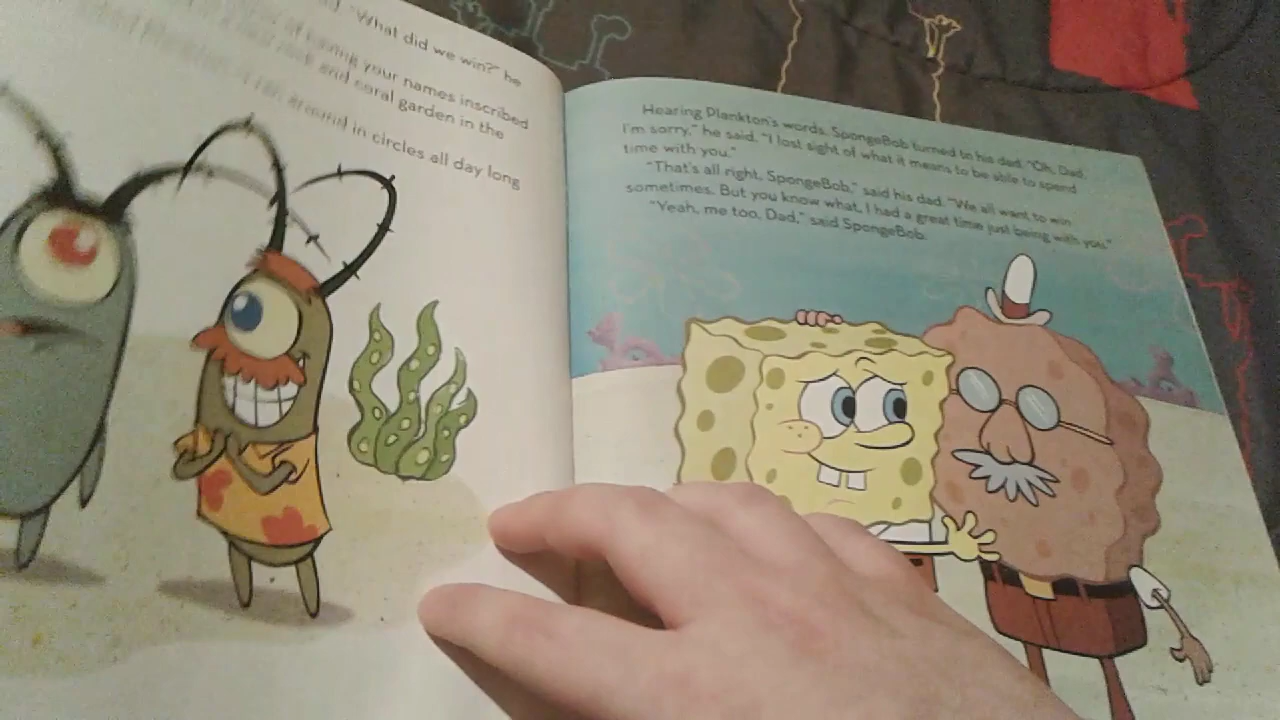 "What did we win?" he
your names inscribed
and coral garden in the
around in circles all day long
Hearing Plankton's words, SpongeBob turned to his dad. "Oh, Dad,
I'm sorry," he said. "I lost sight of what it means to be able to spend
time with you."
"That's all right, SpongeBob," said his dad. "We all want to win
sometimes. But you know what, I had a great time just being with you."
"Yeah, me too, Dad," said SpongeBob.